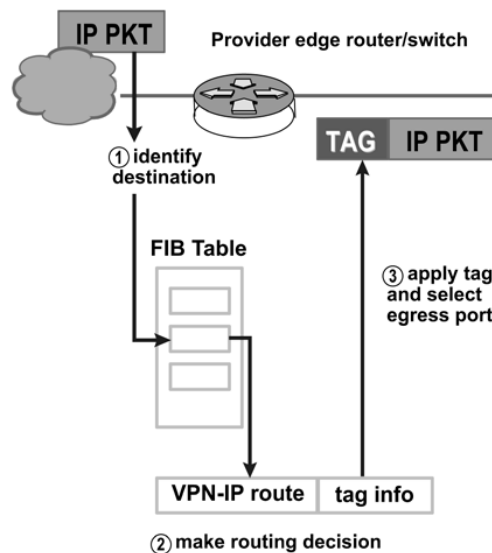 IP PKT
Provider edge router/switch
TAG IP PKT
① identify
destination
FIB Table
③ apply tag
and select
egress port
VPN-IP route tag info
② make routing decision